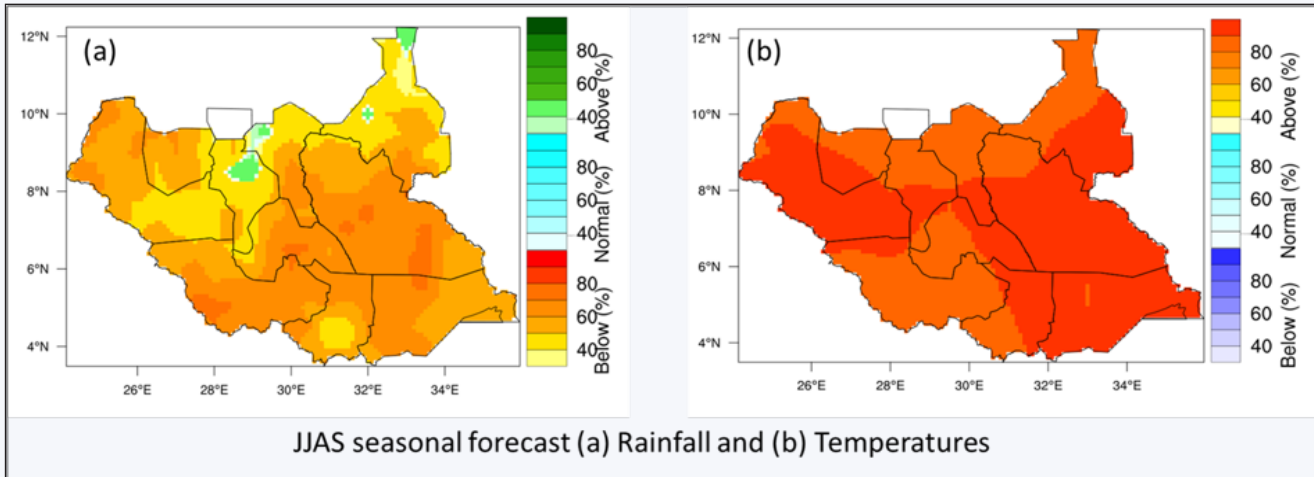 (a)
12°N
10°N
8°N
6°N
4°N
26°E 28°E 30°E 32°E 34°E
80
60
40
Above (%)
80
60
40
Normal (%)
80
60
40
Below (%)
(b)
12°N
10°N
8°N
6°N
4°N
26°E 28°E 30°E 32°E 34°E
80
60
40
Above (%)
80
60
40
Normal (%)
80
60
40
Below (%)
JJAS seasonal forecast (a) Rainfall and (b) Temperatures